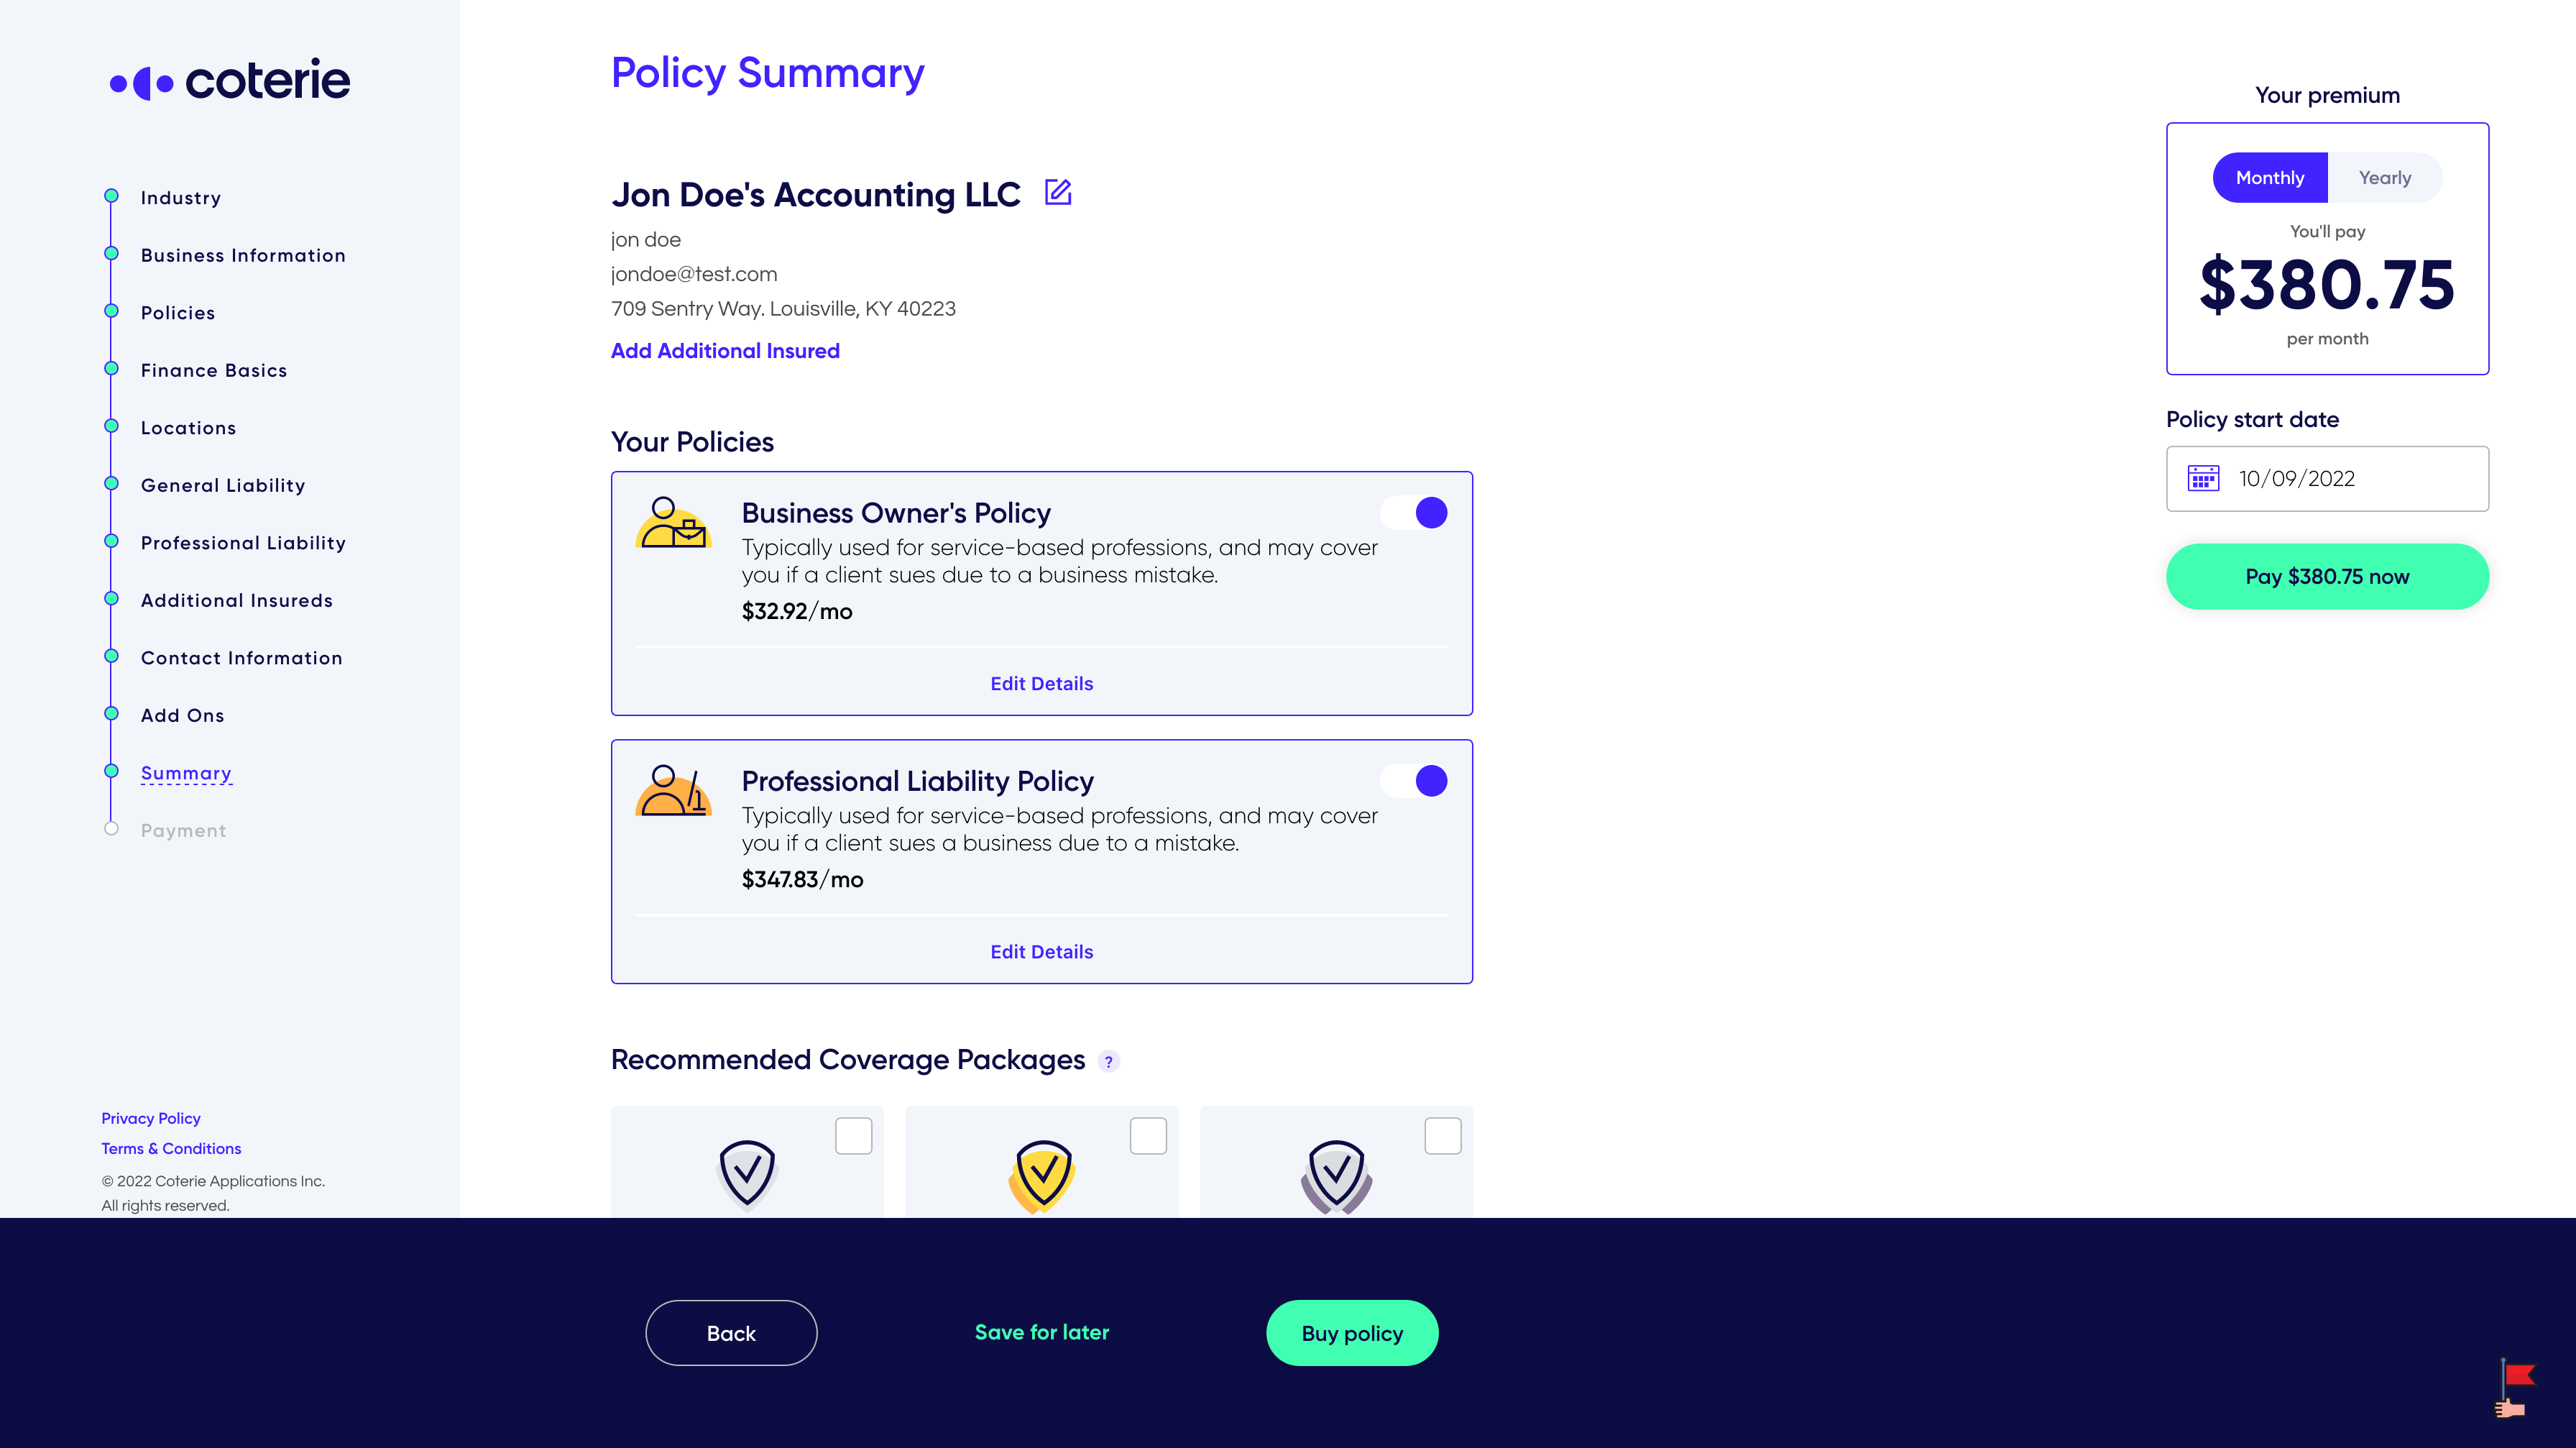 coterie
Industry
Business Information
Policies
Finance Basics
Locations
General Liability
Professional Liability
Additional Insureds
Contact Information
Add Ons
Summary
Payment
Privacy Policy
Terms & Conditions
© 2022 Coterie Applications Inc.
All rights reserved.
Policy Summary
Jon Doe's Accounting LLC
jon doe
jondoe@test.com
709 Sentry Way. Louisville, KY 40223
Add Additional Insured
Your Policies
Business Owner's Policy
Typically used for service-based professions, and may cover
you if a client sues due to a business mistake.
$32.92/mo
Edit Details
Professional Liability Policy
Typically used for service-based professions, and may cover
you if a client sues a business due to a mistake.
$347.83/mo
Edit Details
Recommended Coverage Packages ?
Your premium
Monthly Yearly
You'll pay
$380.75
per month
Policy start date
10/09/2022
Pay $380.75 now
Back
Save for later
Buy policy